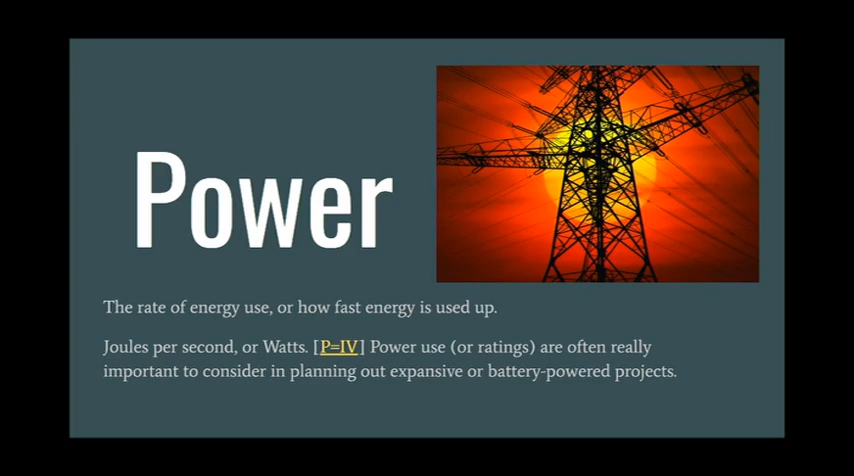 Power
The rate of energy use, or how fast energy is used up.
Joules per second, or Watts. [P=IV] Power use (or ratings) are often really
important to consider in planning out expansive or battery-powered projects.